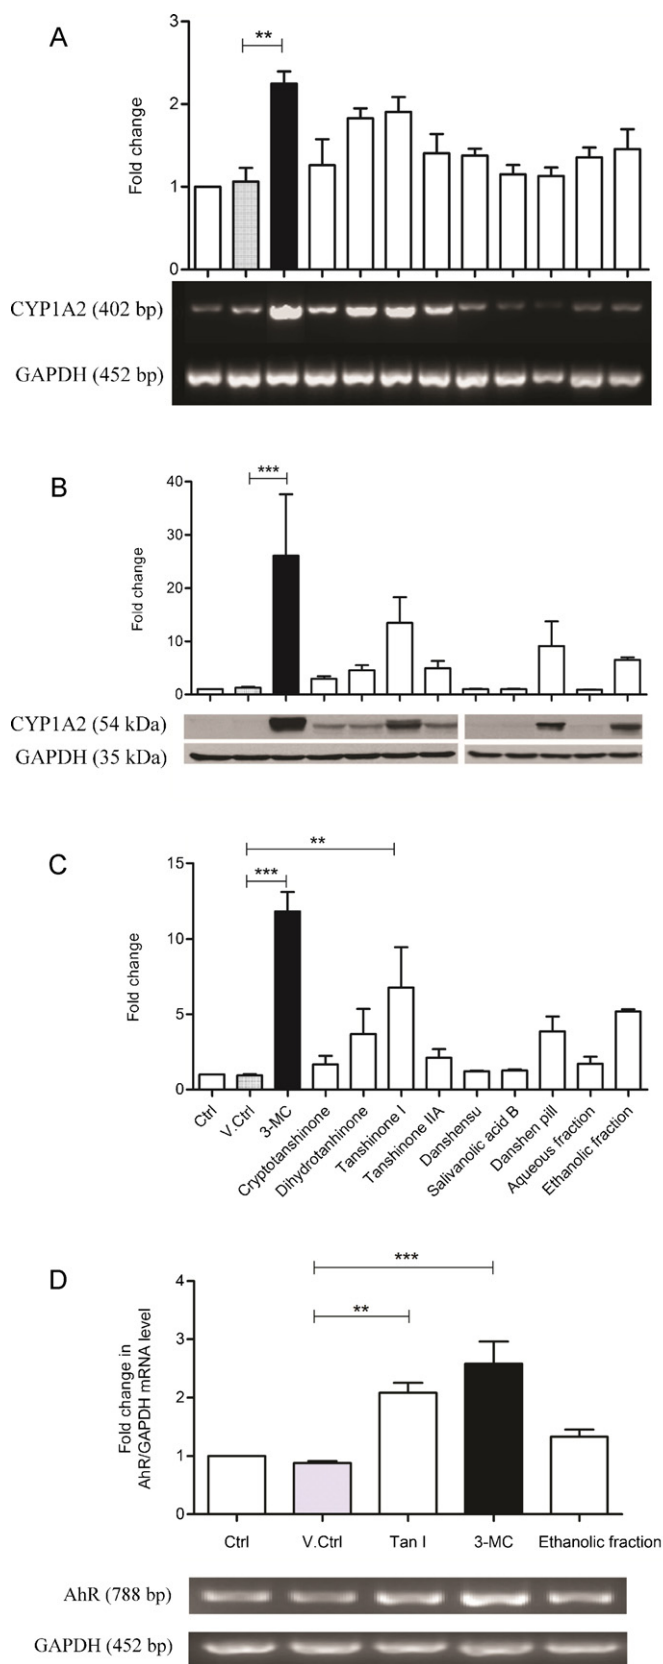 A
**
3
2
1
0
Fold change
CYP1A2 (402 bp)
GAPDH (452 bp)
B
***
40
30
20
10
0
Fold change
CYP1A2 (54 kDa)
GAPDH (35 kDa)
C
**
***
15
10
5
0
Fold change
Ctrl
V.Ctrl
3-MC
Cryptotanshinone
Dihydrotanhinone
Tanshinone I
Tanshinone IIA
Danshensu
Salivanolic acid B
Danshen pill
Aqueous fraction
Ethanolic fraction
D
***
**
4
3
2
1
0
Fold change in
AhR/GAPDH mRNA level
Ctrl V.Ctrl Tan I 3-MC Ethanolic fraction
AhR (788 bp)
GAPDH (452 bp)